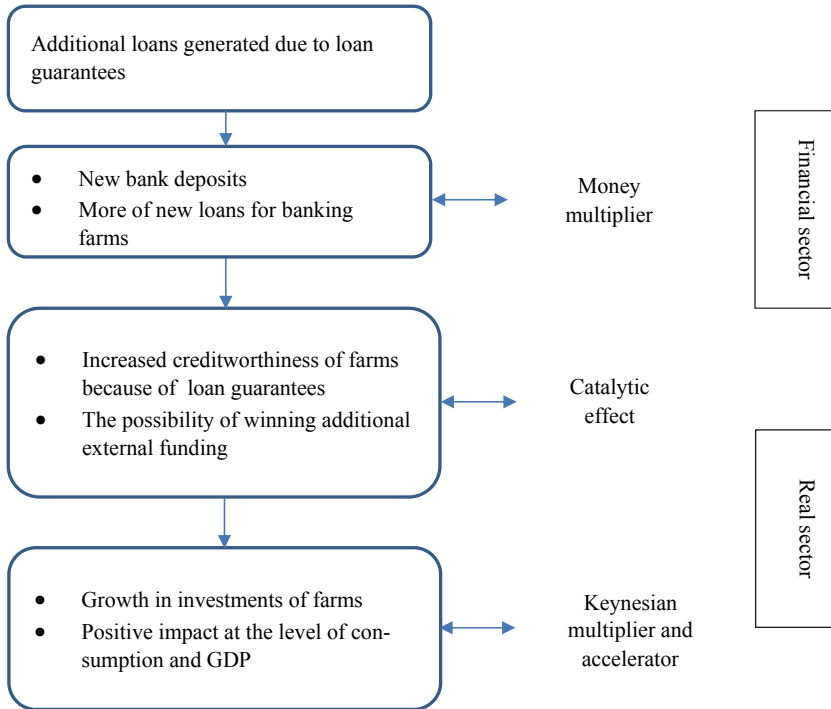 Additional loans generated due to loan
guarantees
• New bank deposits
• More of new loans for banking
farms
Money
multiplier
Financial sector
• Increased creditworthiness of farms
because of loan guarantees
• The possibility of winning additional
external funding
Catalytic
effect
Real sector
• Growth in investments of farms
• Positive impact at the level of con-
sumption and GDP
Keynesian
multiplier and
accelerator